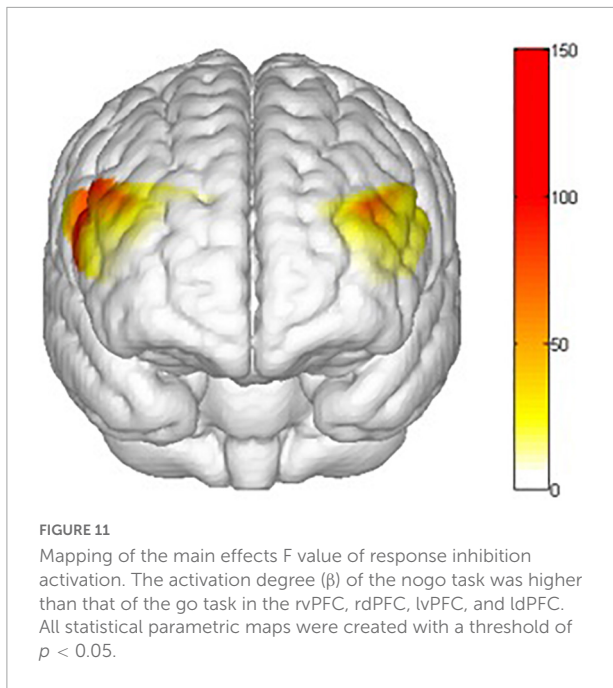 150
100
50
0
FIGURE 11
Mapping of the main effects F value of response inhibition
activation. The activation degree (β) of the nogo task was higher
than that of the go task in the rvPFC, rdPFC, lvPFC, and ldPFC.
All statistical parametric maps were created with a threshold of
p < 0.05.